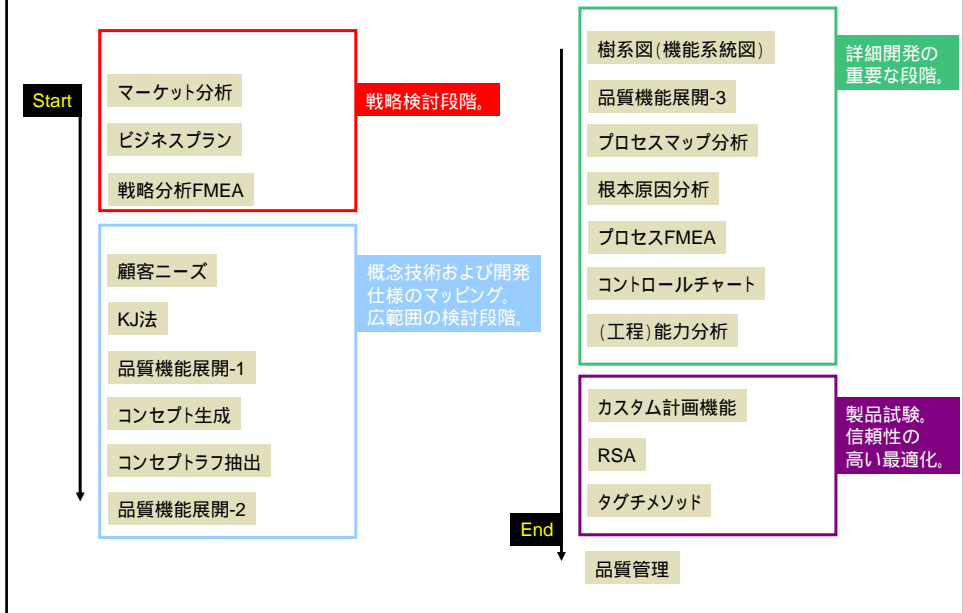 Start
マーケット分析
ビジネスプラン
戦略分析FMEA
戦略検討段階。
顧客ニーズ
KJ法
品質機能展開-1
コンセプト生成
コンセプトラフ抽出
品質機能展開-2
概念技術および開発
仕様のマッピング。
広範囲の検討段階。
樹系図(機能系統図)
品質機能展開-3
プロセスマップ分析
根本原因分析
プロセスFMEA
コントロールチャート
(工程)能力分析
詳細開発の
重要な段階。
カスタム計画機能
RSA
タグチメソッド
製品試験。
信頼性の
高い最適化。
End
品質管理